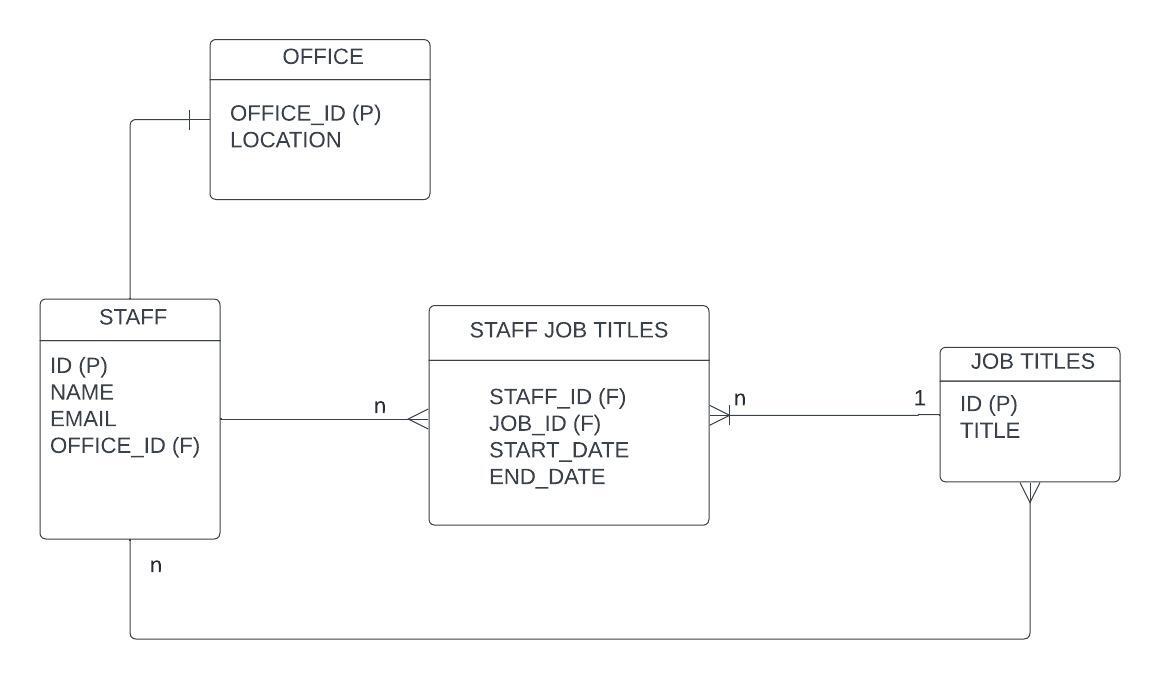 OFFICE
OFFICE_ID (P)
LOCATION
STAFF
ID (P)
NAME
EMAIL
OFFICE_ID (F)
n
n
STAFF JOB TITLES
STAFF_ID (F)
JOB_ID (F)
START_DATE
END_DATE
n
1
JOB TITLES
ID (P)
TITLE